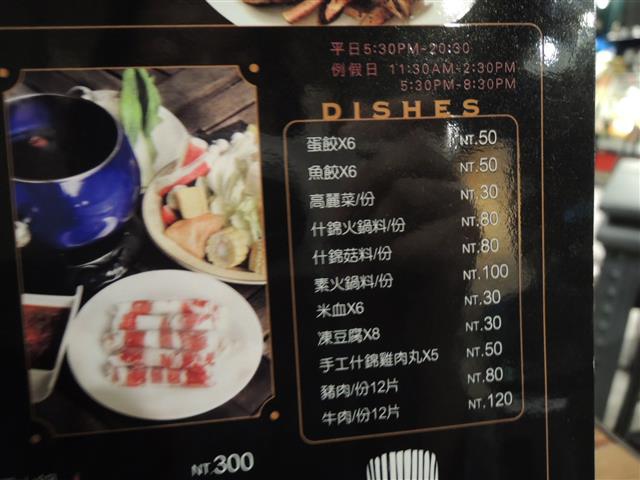 平日5:30PM-20:30
例假日 11:30AM-2:30PM
5:30PM-8:30PM
DISHES
蛋餃X6 NT.50
魚餃X6 NT.50
高麗菜/份 NT.30
什錦火鍋料/份 NT.80
什錦菇料/份 NT.80
素火鍋料/份 NT.100
米血X6 NT.30
凍豆腐X8 NT.30
手工什錦雞肉丸X5 NT.50
豬肉/份12片 NT.80
牛肉/份12片 NT.120
NT.300